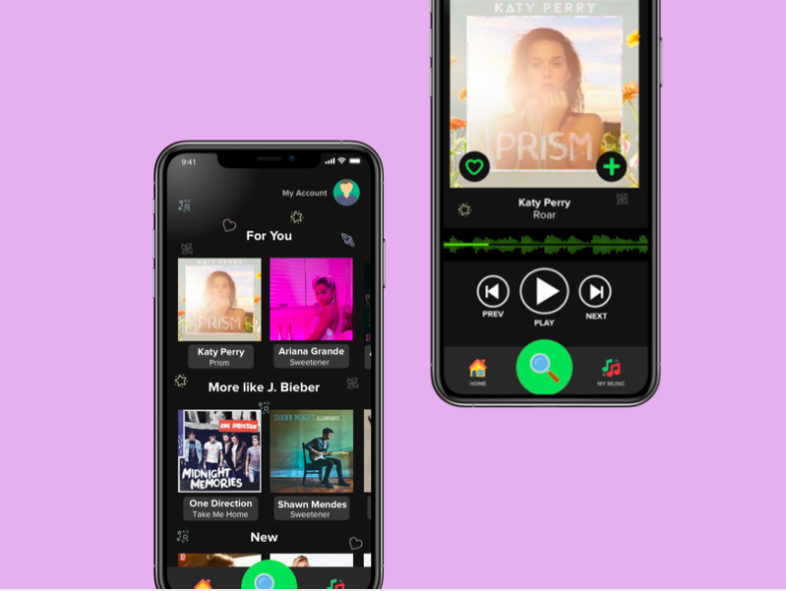 9:41
My Account
For You
KATY PERRY
PRISM
Katy Perry
Prism
Ariana Grande
Sweetener
More like J. Bieber
ONE DIRECTION
MIDNIGHT
MEMORIES
SHAWN MENDES ILLUMINATE
One Direction
Take Me Home
Shawn Mendes
Sweetener
New
KATY PERRY
PRISM
Katy Perry
Roar
PREV
PLAY
NEXT
HOME
MY MUSIC